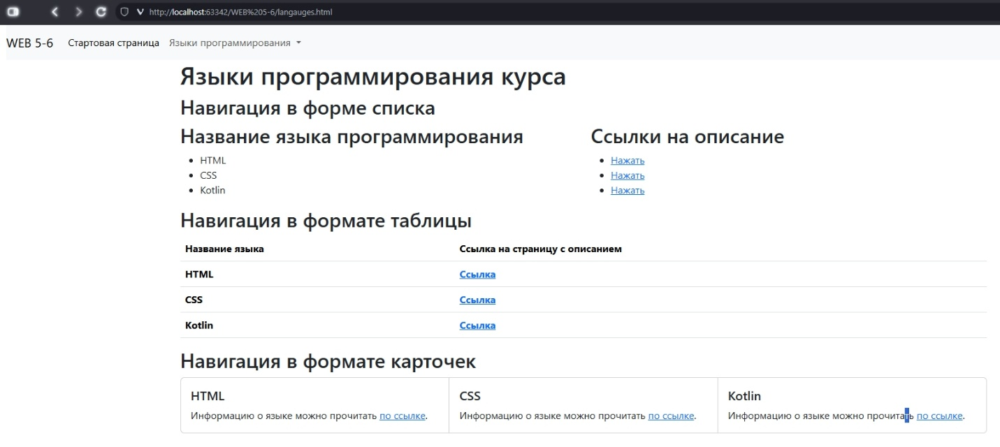 http://localhost:63342/WEB%205-6/langauges.html
WEB 5-6 Стартовая страница Языки программирования
Языки программирования курса
Навигация в форме списка
Название языка программирования
HTML
CSS
Kotlin
Ссылки на описание
Нажать
Нажать
Нажать
Навигация в формате таблицы
Название языка Ссылка на страницу с описанием
HTML Ссылка
CSS Ссылка
Kotlin Ссылка
Навигация в формате карточек
HTML
Информацию о языке можно прочитать по ссылке.
CSS
Информацию о языке можно прочитать по ссылке.
Kotlin
Информацию о языке можно прочитать по ссылке.